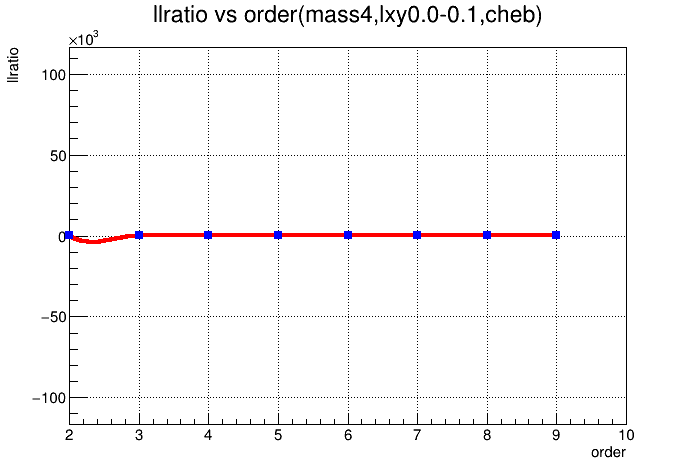 llratio vs order(mass4,lxy0.0-0.1,cheb)
×10³
llratio
100
50
0
−50
−100
2 3 4 5 6 7 8 9 10
order